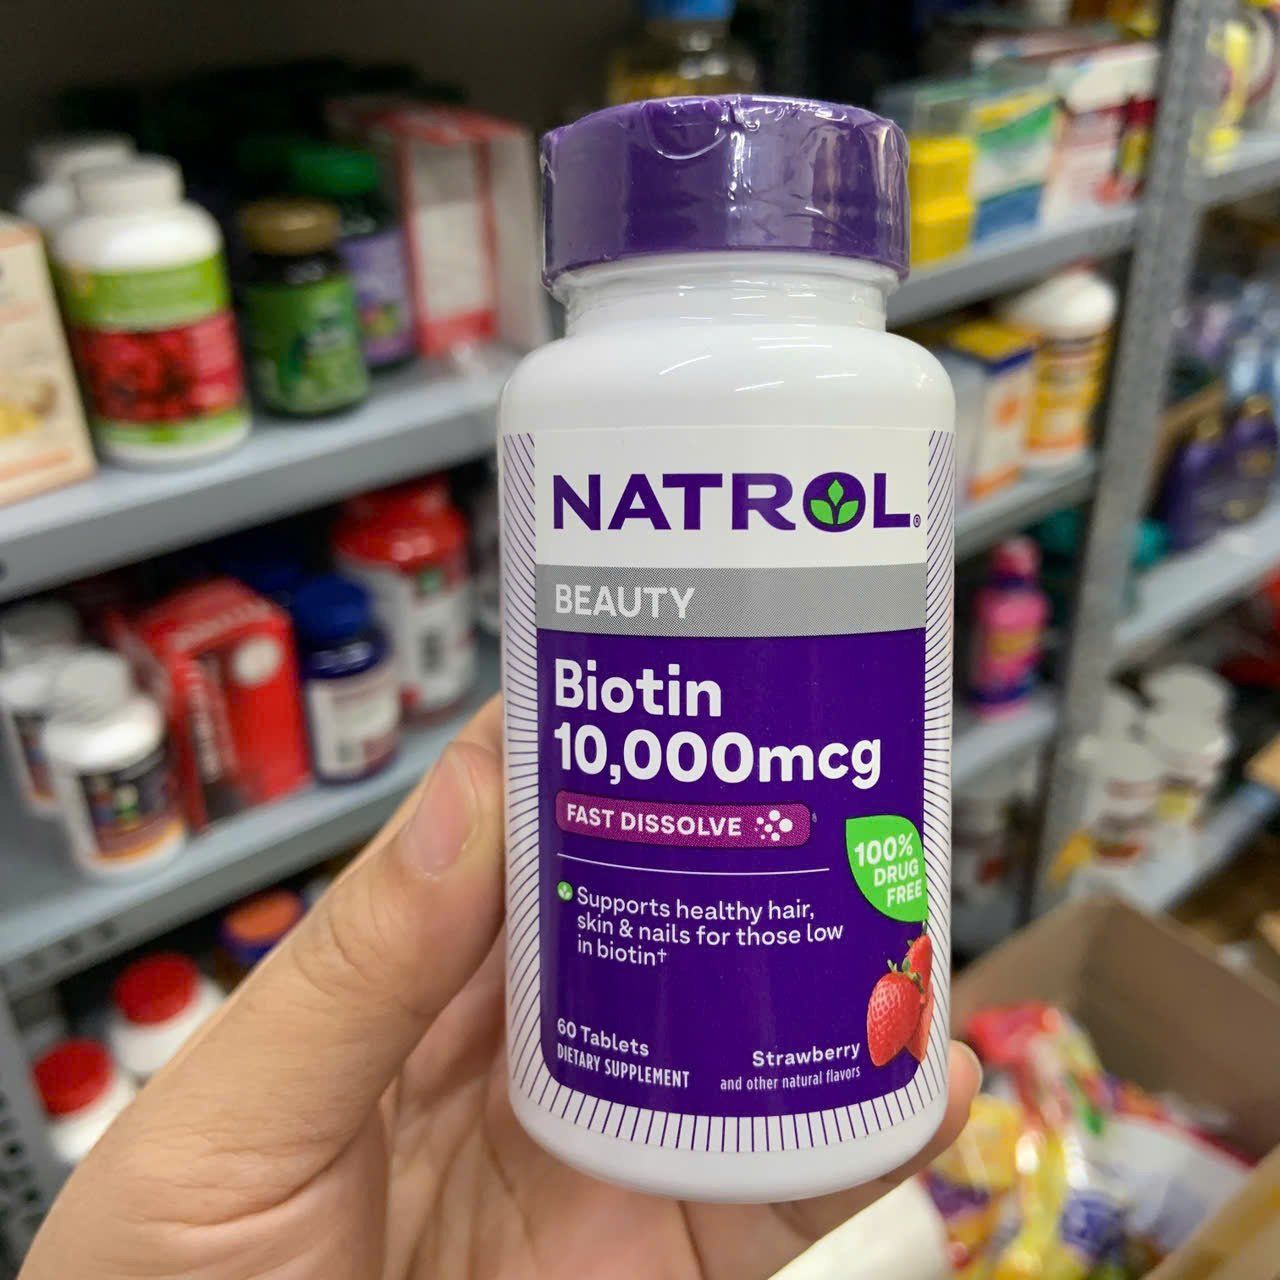 NATROL®
BEAUTY
Biotin
10,000mcg
FAST DISSOLVE
100%
DRUG
FREE
Supports healthy hair,
skin & nails for those low
in biotin†
60 Tablets
DIETARY SUPPLEMENT
Strawberry
and other natural flavors